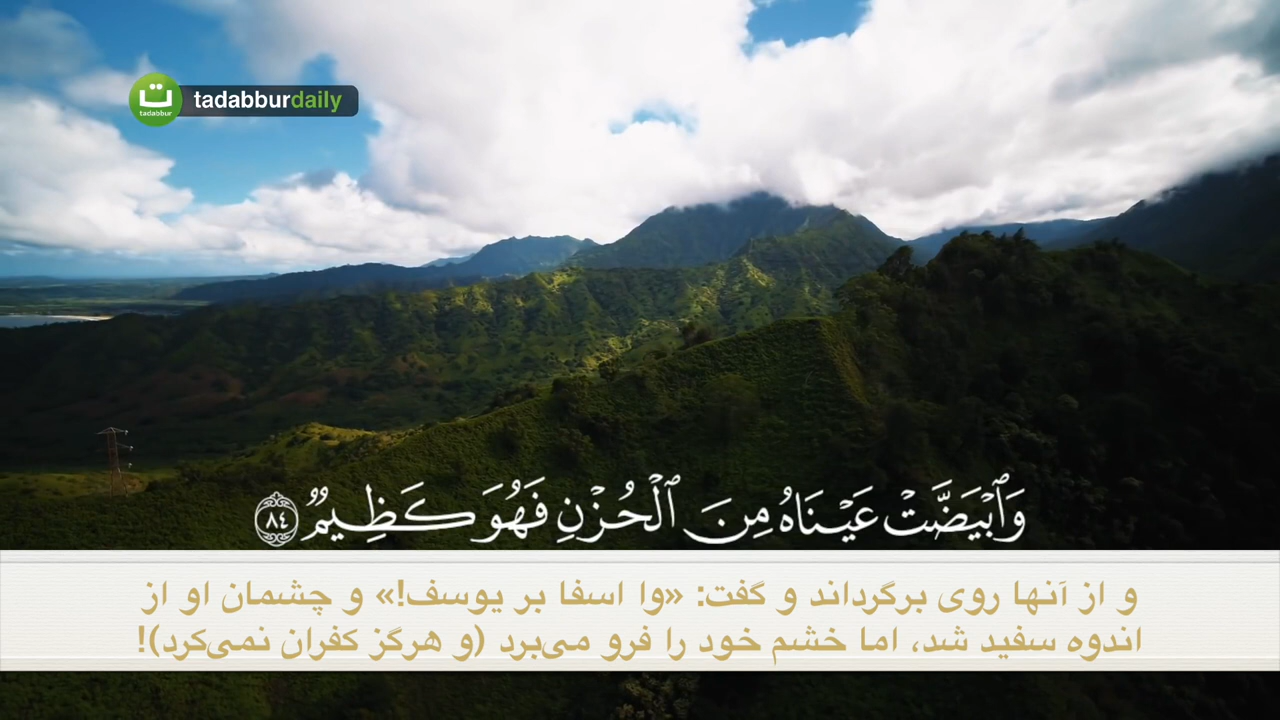 ت
tadabbur
tadabburdaily
وَٱبْيَضَّتْ عَيْنَاهُ مِنَ ٱلْحُزْنِ فَهُوَ كَظِيمٌ ٨٤
و از آنها روی برگرداند و گفت: «وا اسفا بر یوسف!» و چشمان او از
اندوه سفید شد، اما خشم خود را فرو می‌برد (و هرگز کفران نمی‌کرد)!